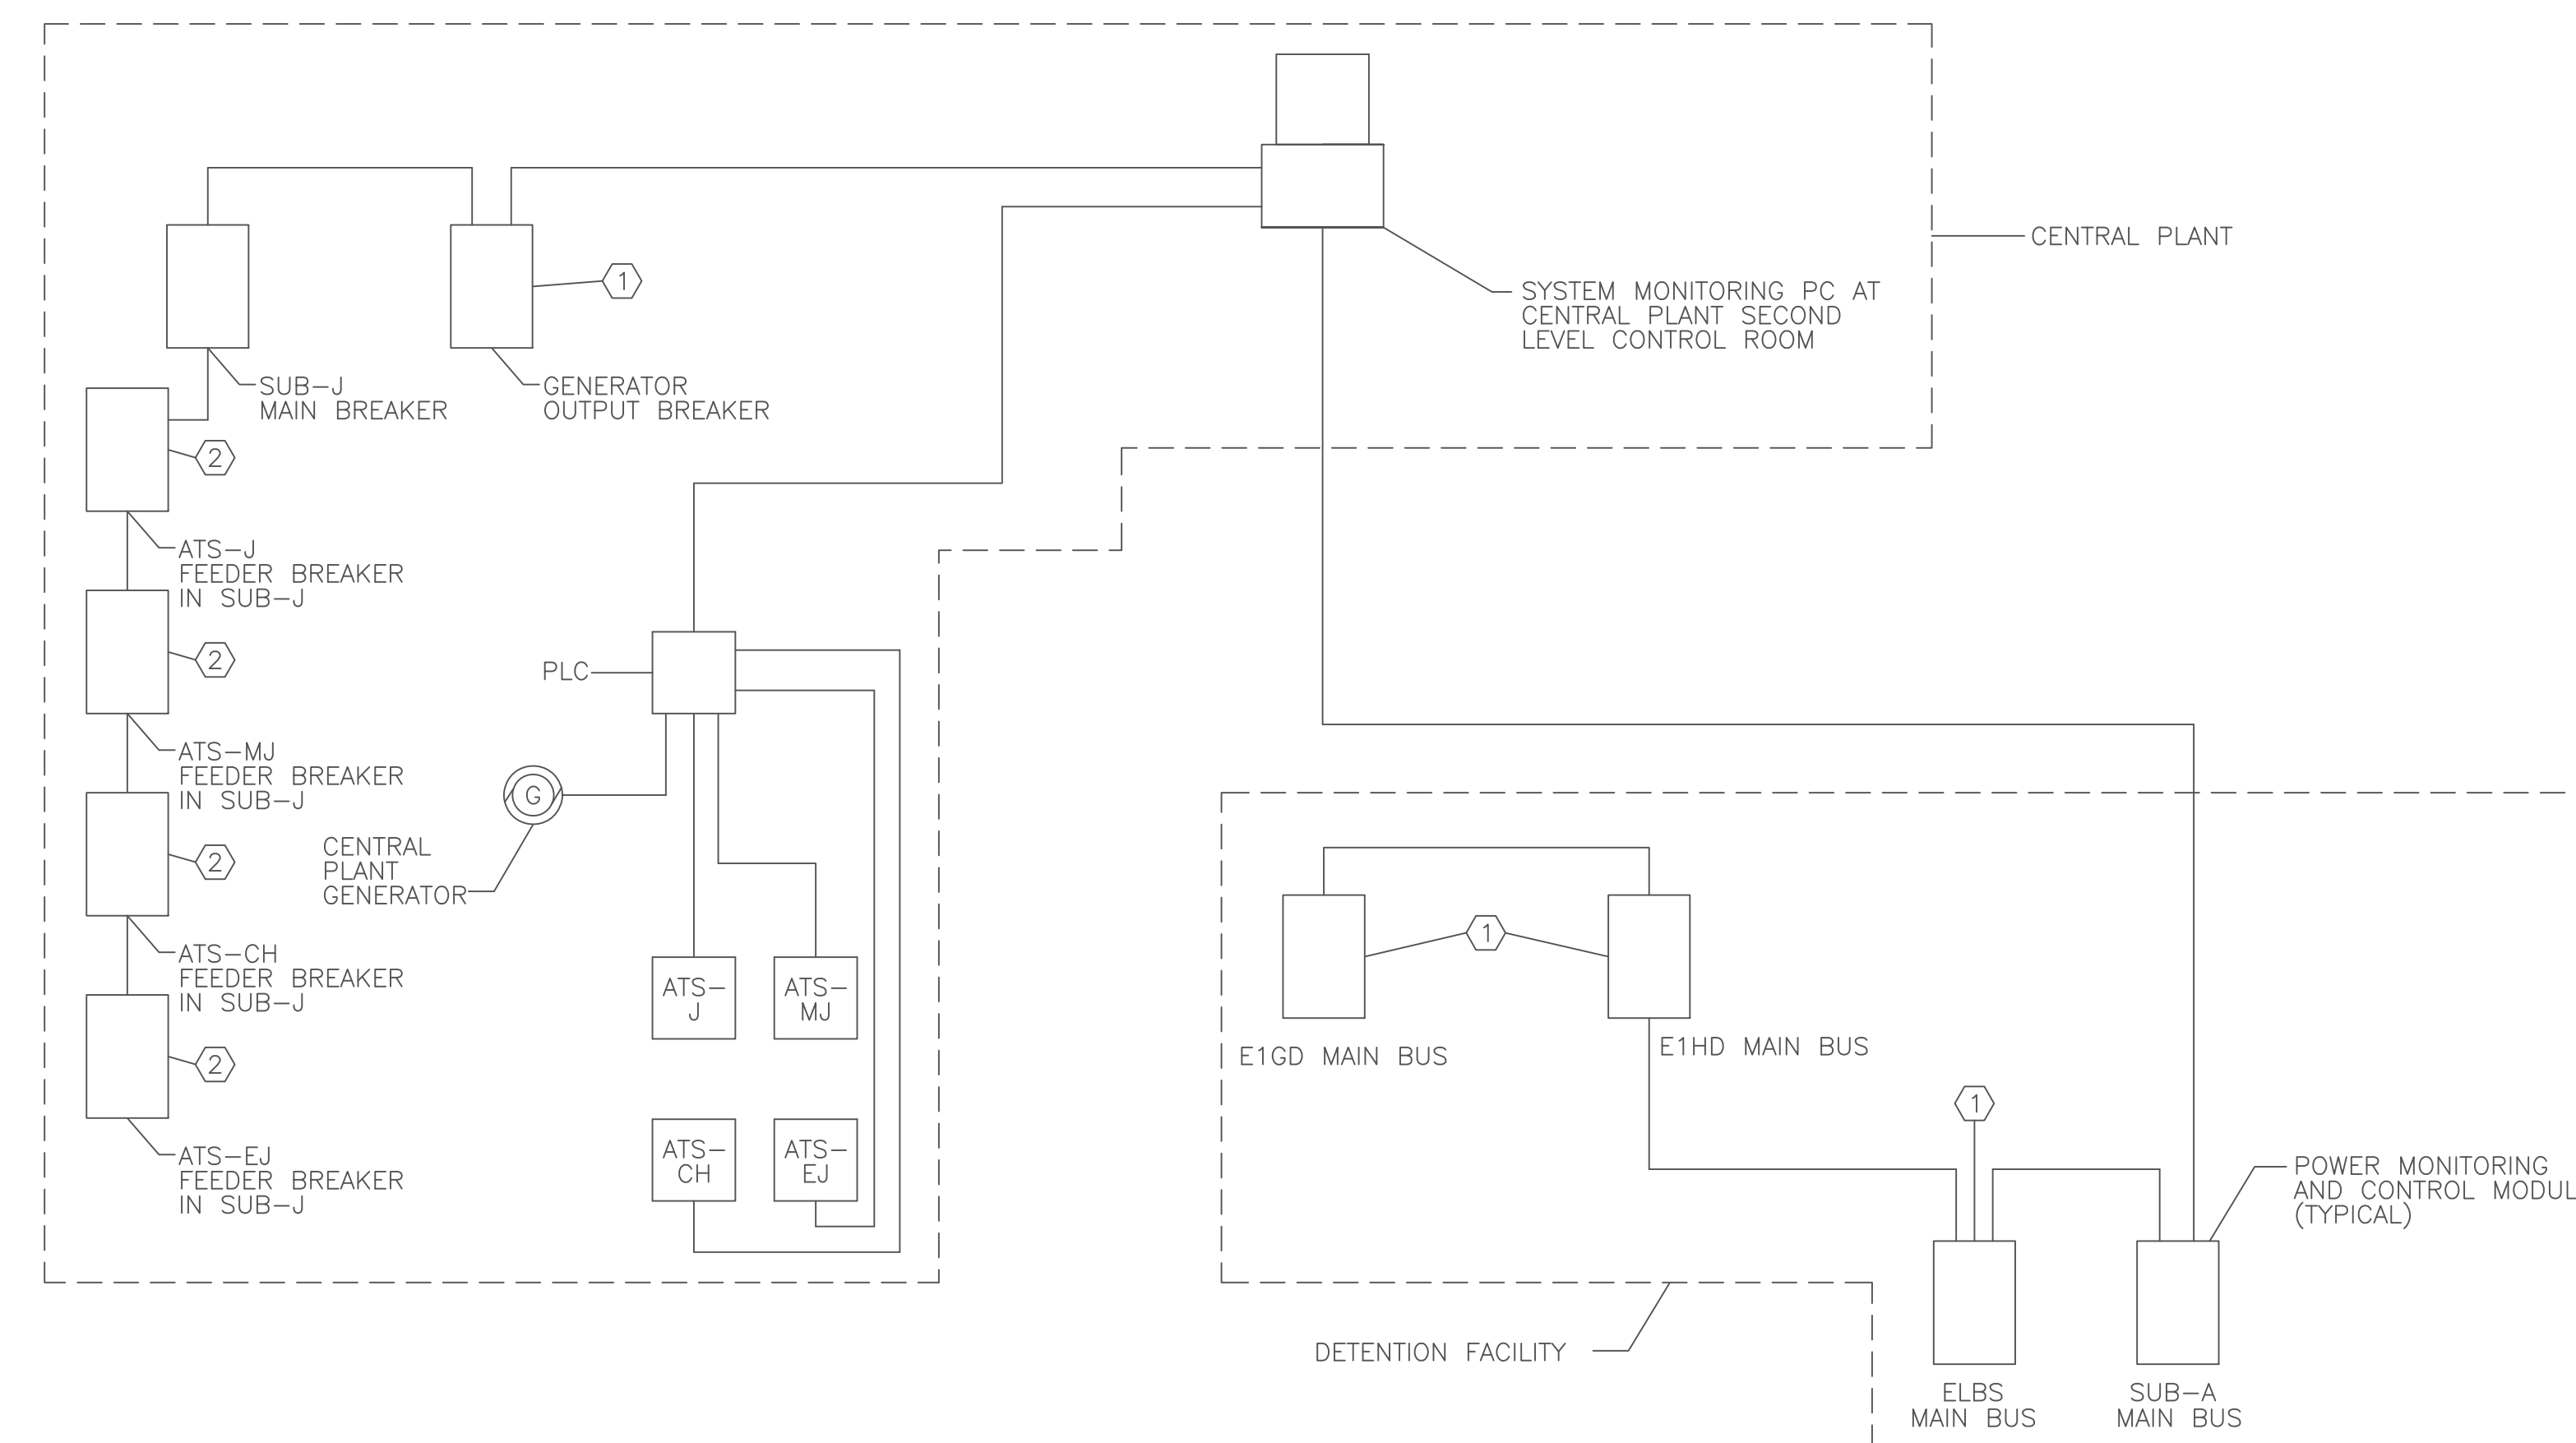 CENTRAL PLANT
SYSTEM MONITORING PC AT
CENTRAL PLANT SECOND
LEVEL CONTROL ROOM
1
SUB-J
MAIN BREAKER
GENERATOR
OUTPUT BREAKER
2
ATS-J
FEEDER BREAKER
IN SUB-J
2
ATS-MJ
FEEDER BREAKER
IN SUB-J
2
ATS-CH
FEEDER BREAKER
IN SUB-J
2
ATS-EJ
FEEDER BREAKER
IN SUB-J
PLC
G
CENTRAL
PLANT
GENERATOR
ATS-
J
ATS-
MJ
ATS-
CH
ATS-
EJ
1
E1GD MAIN BUS
E1HD MAIN BUS
1
POWER MONITORING
AND CONTROL MODUL
(TYPICAL)
DETENTION FACILITY
ELBS
MAIN BUS
SUB-A
MAIN BUS